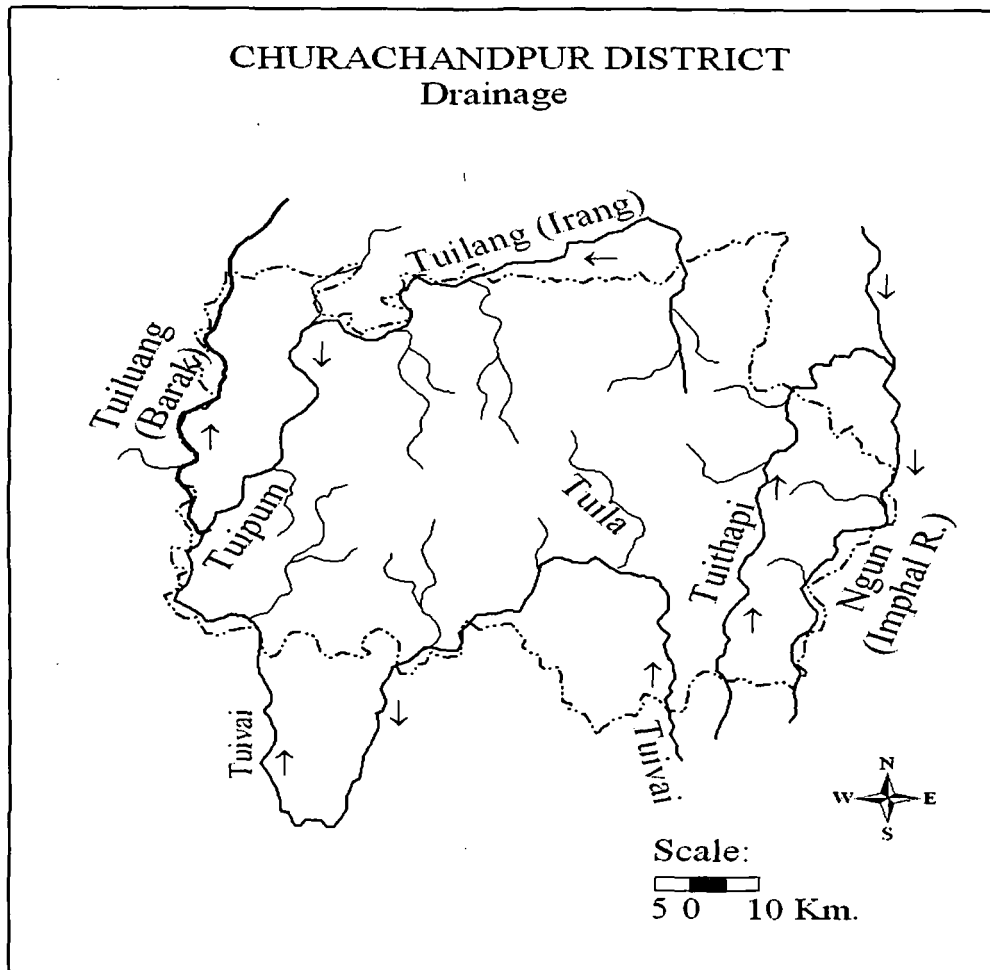 CHURACHANDPUR DISTRICT
Drainage
Tuilang (Irang)
Tuiluang
(Barak)
Tuipum
Tuila
Tuithapi
Ngun
(Imphal R.)
Tuivai
Tuivai
N
W E
S
Scale:
5 0 10 Km.